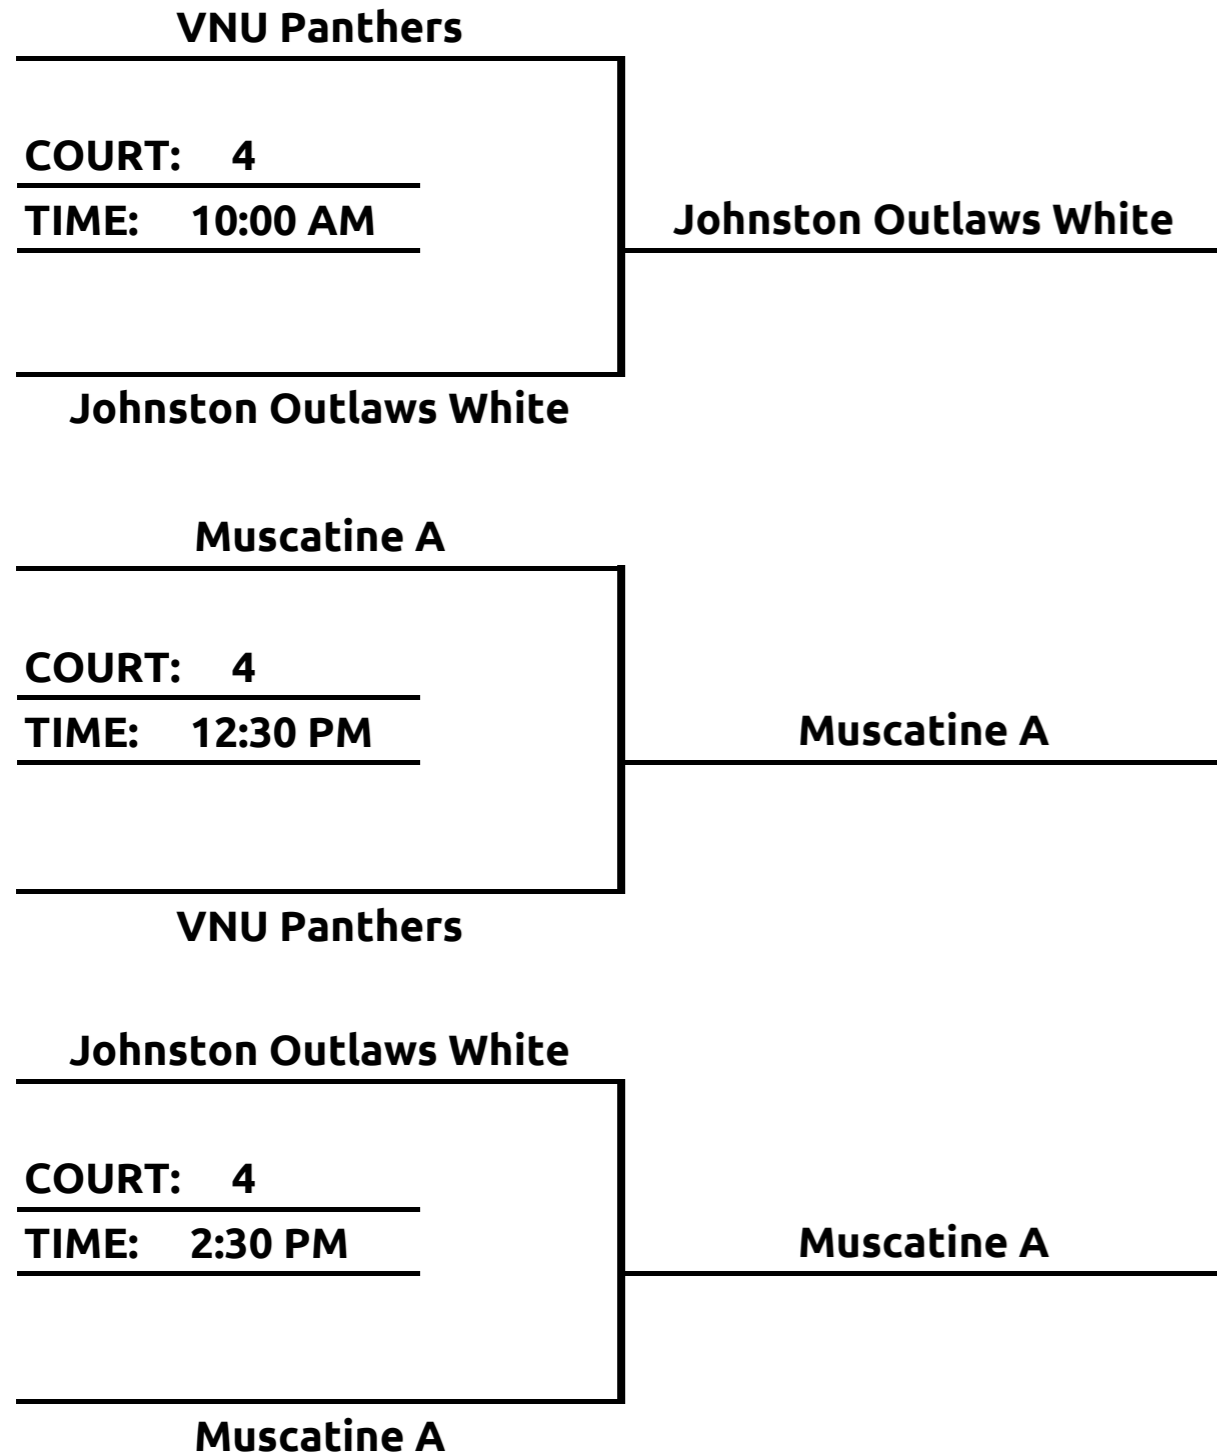 VNU Panthers
COURT: 4
TIME: 10:00 AM
Johnston Outlaws White
Johnston Outlaws White
Muscatine A
COURT: 4
TIME: 12:30 PM
Muscatine A
VNU Panthers
Johnston Outlaws White
COURT: 4
TIME: 2:30 PM
Muscatine A
Muscatine A